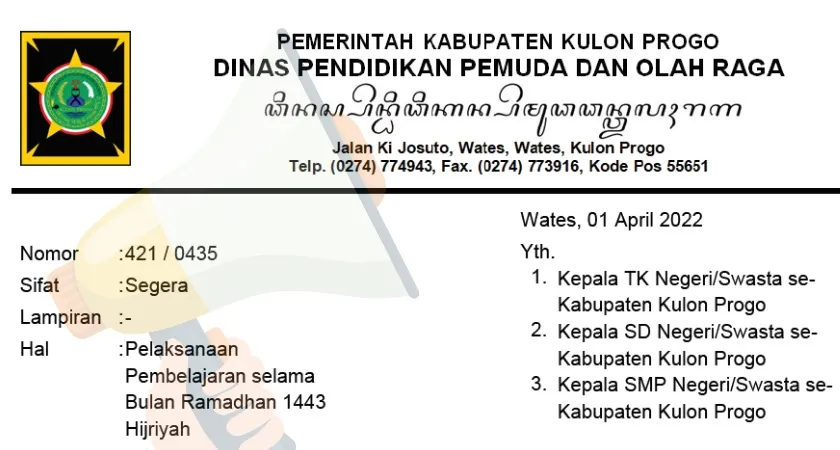 PEMERINTAH KABUPATEN KULON PROGO
DINAS PENDIDIKAN PEMUDA DAN OLAH RAGA
Jalan Ki Josuto, Wates, Wates, Kulon Progo
Telp. (0274) 774943, Fax. (0274) 773916, Kode Pos 55651
Wates, 01 April 2022
Nomor :421 / 0435
Sifat :Segera
Lampiran :-
Hal :Pelaksanaan
Pembelajaran selama
Bulan Ramadhan 1443
Hijriyah
Yth.
1. Kepala TK Negeri/Swasta se-
Kabupaten Kulon Progo
2. Kepala SD Negeri/Swasta se-
Kabupaten Kulon Progo
3. Kepala SMP Negeri/Swasta se-
Kabupaten Kulon Progo